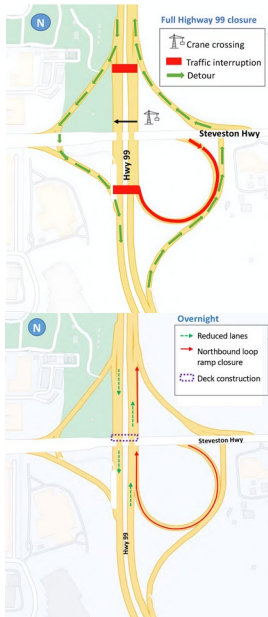 Full Highway 99 closure
N
Crane crossing
Traffic interruption
Detour
Steveston Hwy
Hwy 99
Overnight
N
Reduced lanes
Northbound loop
ramp closure
Deck construction
Steveston Hwy
Hwy 99